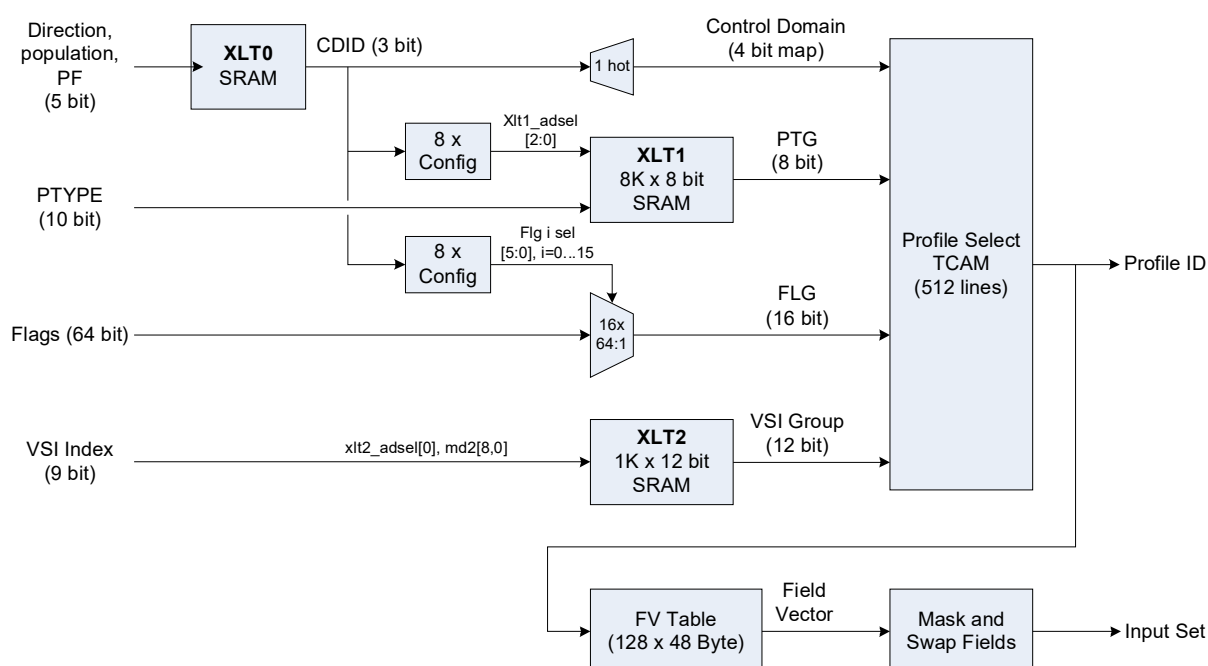 Direction,
population,
PF
(5 bit)
XLT0
SRAM
CDID (3 bit)
1 hot
Control Domain
(4 bit map)
8 x
Config
Xlt1_adsel
[2:0]
XLT1
8K x 8 bit
SRAM
PTG
(8 bit)
PTYPE
(10 bit)
8 x
Config
Flg i sel
[5:0], i=0...15
Profile Select
TCAM
(512 lines)
Profile ID
Flags (64 bit)
16x
64:1
FLG
(16 bit)
VSI Index
(9 bit)
xlt2_adsel[0], md2[8,0]
XLT2
1K x 12 bit
SRAM
VSI Group
(12 bit)
FV Table
(128 x 48 Byte)
Field
Vector
Mask and
Swap Fields
Input Set